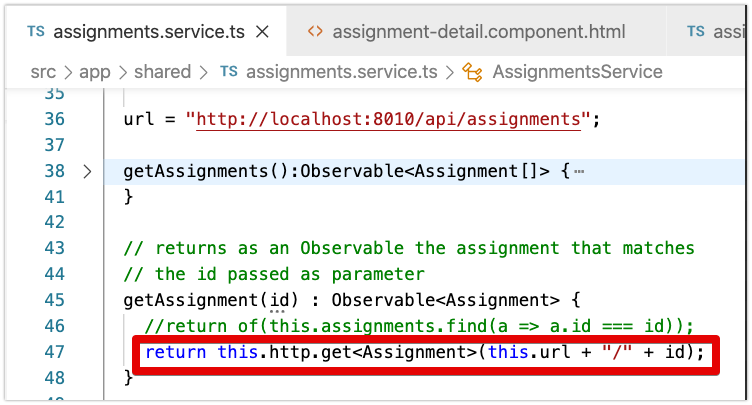 TS assignments.service.ts × <> assignment-detail.component.html TS assi
src > app > shared > TS assignments.service.ts > AssignmentsService
35
36 url = "http://localhost:8010/api/assignments";
37
38 > getAssignments():Observable<Assignment[]> {…
41 }
42
43 // returns as an Observable the assignment that matches
44 // the id passed as parameter
45 getAssignment(id) : Observable<Assignment> {
46 //return of(this.assignments.find(a => a.id === id));
47 return this.http.get<Assignment>(this.url + "/" + id);
48 }